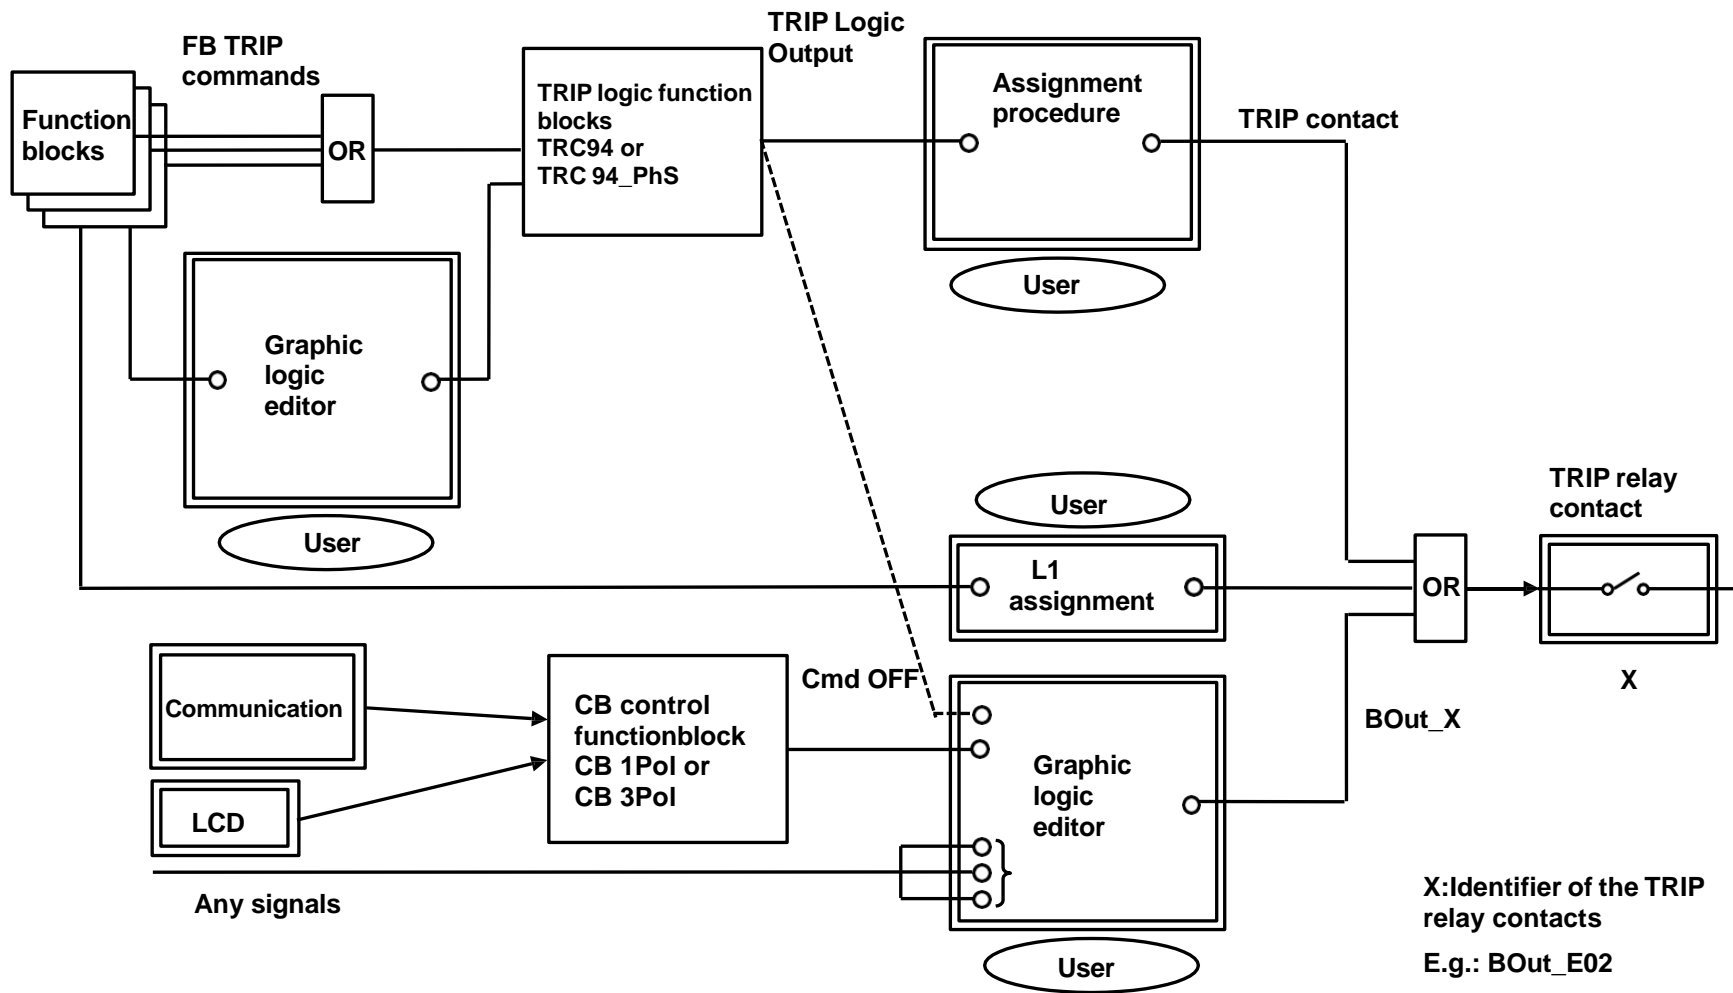 FB TRIP
commands
TRIP Logic
Output
Function
blocks
OR
TRIP logic function
blocks
TRC94 or
TRC 94_PhS
Assignment
procedure
TRIP contact
User
Graphic
logic
editor
User
User
L1
assignment
OR
TRIP relay
contact
X
Communication
LCD
CB control
functionblock
CB 1Pol or
CB 3Pol
Cmd OFF
Graphic
logic
editor
BOut_X
Any signals
User
X:Identifier of the TRIP
relay contacts
E.g.: BOut_E02